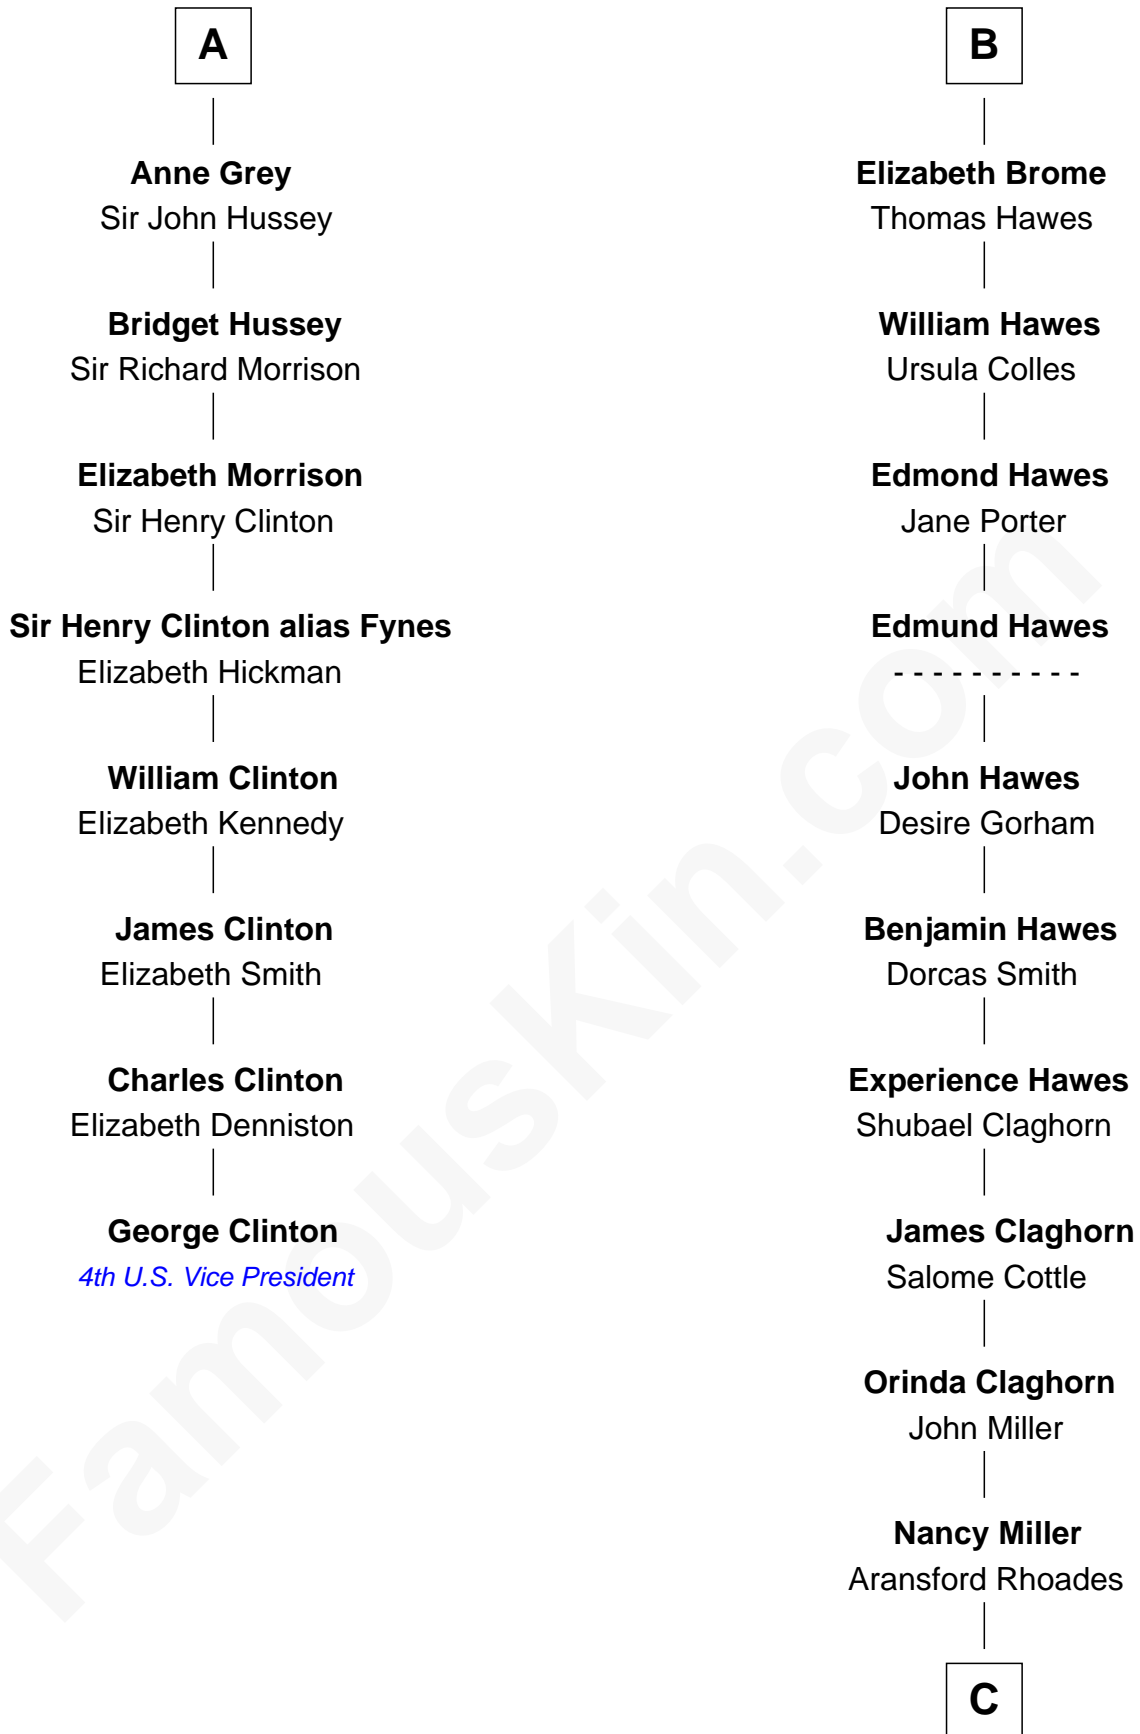 A
Anne Grey
Sir John Hussey
Bridget Hussey
Sir Richard Morrison
Elizabeth Morrison
Sir Henry Clinton
Sir Henry Clinton alias Fynes
Elizabeth Hickman
William Clinton
Elizabeth Kennedy
James Clinton
Elizabeth Smith
Charles Clinton
Elizabeth Denniston
George Clinton
4th U.S. Vice President
B
Elizabeth Brome
Thomas Hawes
William Hawes
Ursula Colles
Edmond Hawes
Jane Porter
Edmund Hawes
- - - - - - - - - -
John Hawes
Desire Gorham
Benjamin Hawes
Dorcas Smith
Experience Hawes
Shubael Claghorn
James Claghorn
Salome Cottle
Orinda Claghorn
John Miller
Nancy Miller
Aransford Rhoades
C
FamousKin.com